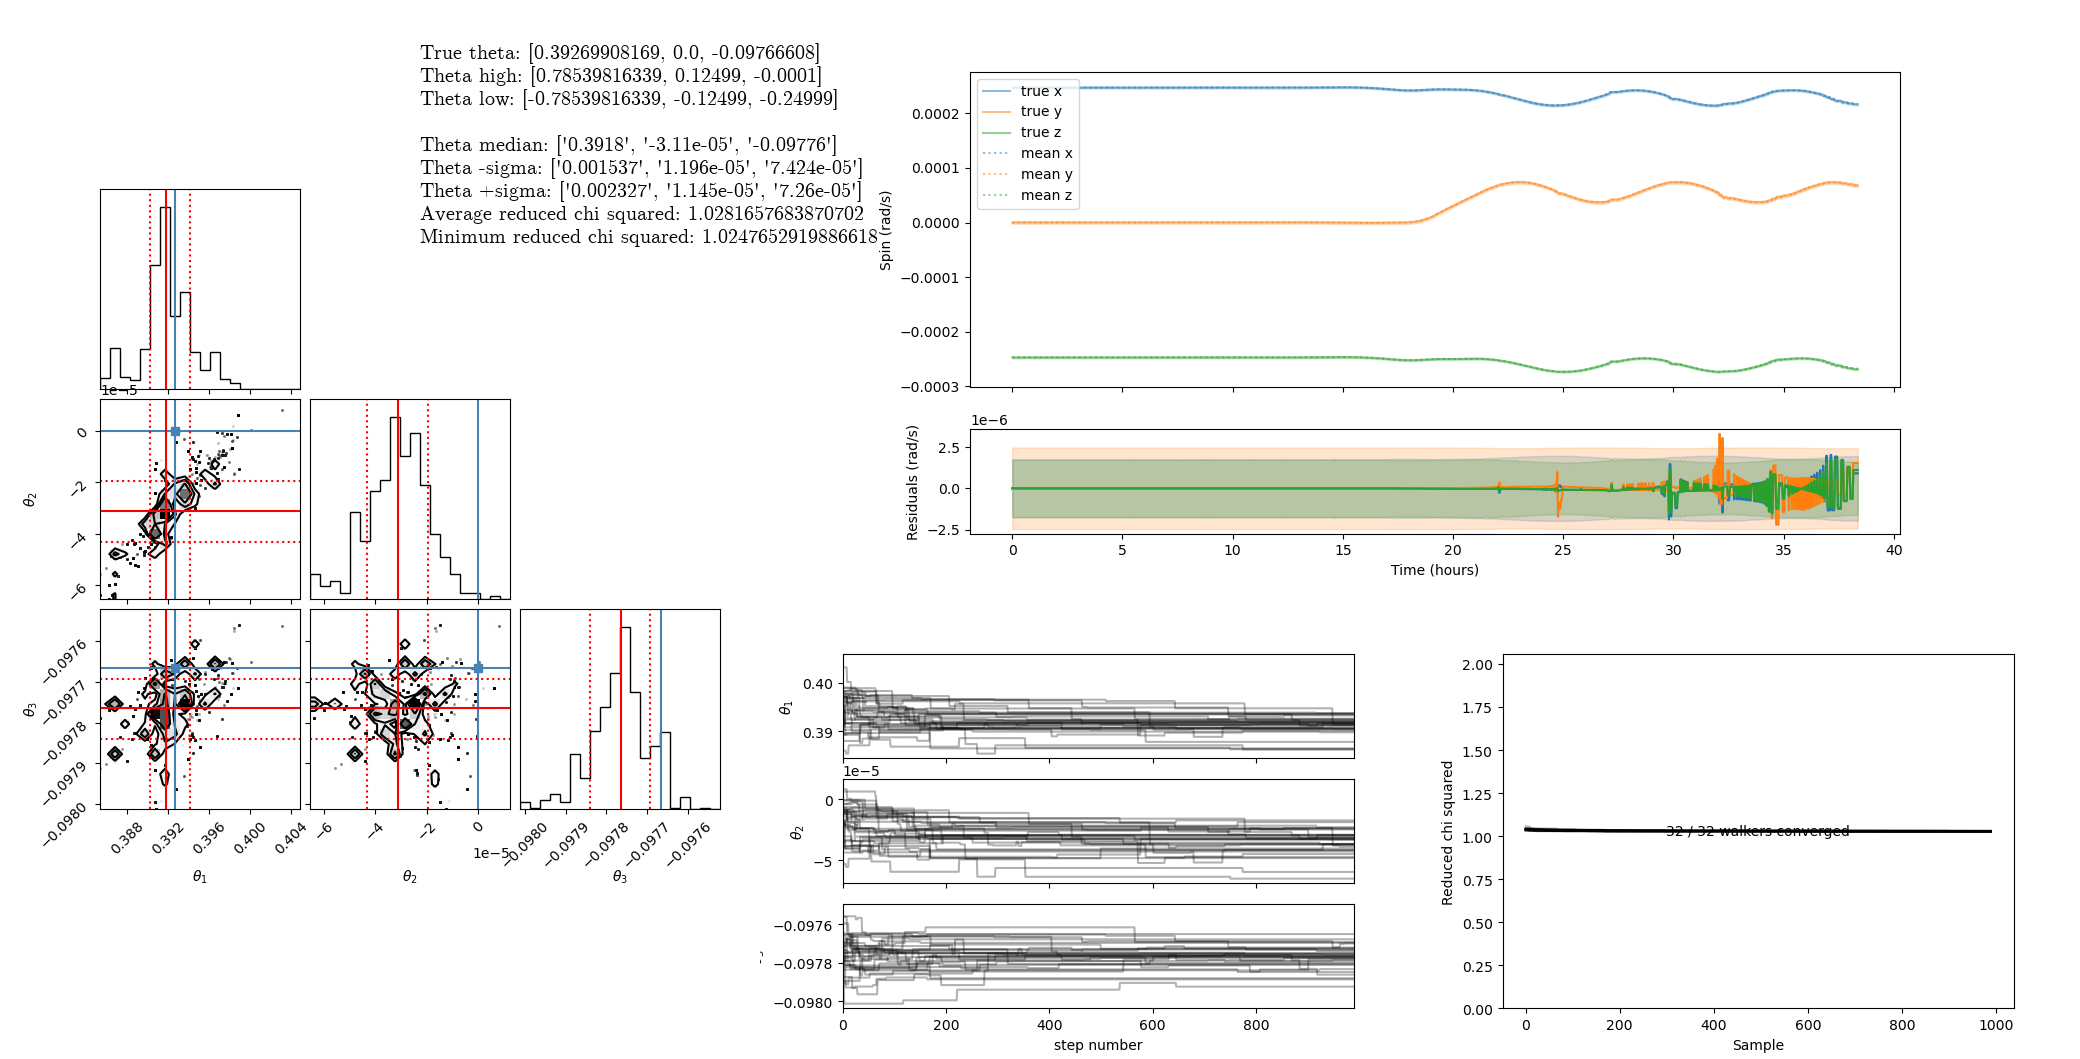 True theta: [0.39269908169, 0.0, -0.09766608]
Theta high: [0.78539816339, 0.12499, -0.0001]
Theta low: [-0.78539816339, -0.12499, -0.24999]
Theta median: ['0.3918', '-3.11e-05', '-0.09776']
Theta -sigma: ['0.001537', '1.196e-05', '7.424e-05']
Theta +sigma: ['0.002327', '1.145e-05', '7.26e-05']
Average reduced chi squared: 1.0281657683870702
Minimum reduced chi squared: 1.0247652919886618
1e−5
θ2
0
−2
−4
−6
θ3
−0.0976
−0.0977
−0.0978
−0.0979
−0.0980
0.388 0.392 0.396 0.400 0.404
θ1
−6 −4 −2 0
1e−5
θ2
−0.0980 −0.0979 −0.0978 −0.0977 −0.0976
θ3
Spin (rad/s)
0.0002
0.0001
0.0000
−0.0001
−0.0002
−0.0003
true x
true y
true z
mean x
mean y
mean z
1e−6
Residuals (rad/s)
2.5
0.0
−2.5
0 5 10 15 20 25 30 35 40
Time (hours)
θ1
0.40
0.39
1e−5
θ2
0
−5
−0.0976
−0.0978
−0.0980
0 200 400 600 800
step number
Reduced chi squared
2.00
1.75
1.50
1.25
1.00
0.75
0.50
0.25
0.00
32 / 32 walkers converged
0 200 400 600 800 1000
Sample